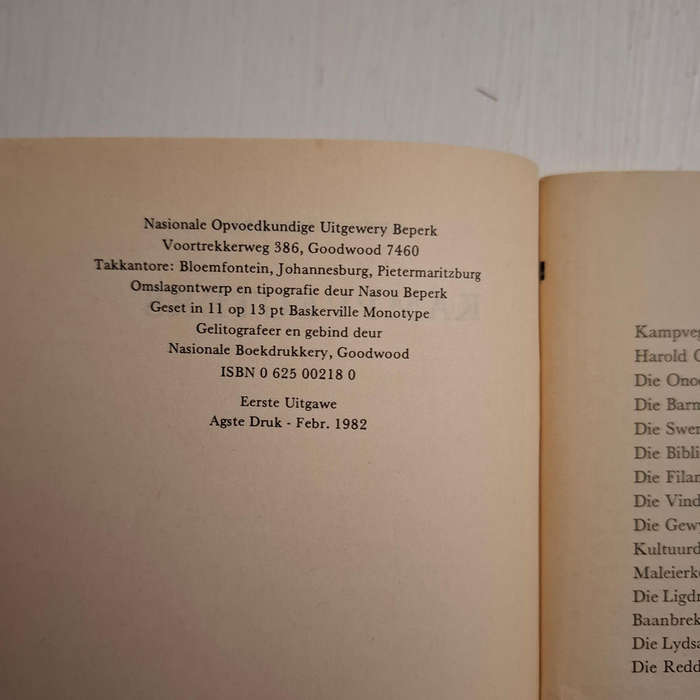 Nasionale Opvoedkundige Uitgewery Beperk
Voortrekkerweg 386, Goodwood 7460
Takkantore: Bloemfontein, Johannesburg, Pietermaritzburg
Omslagontwerp en tipografie deur Nasou Beperk
Geset in 11 op 13 pt Baskerville Monotype
Gelitografeer en gebind deur
Nasionale Boekdrukkery, Goodwood
ISBN 0 625 00218 0
Eerste Uitgawe
Agste Druk - Febr. 1982
Harold
Die
Die
Die
Die
Die
Die
Die
Die
Die